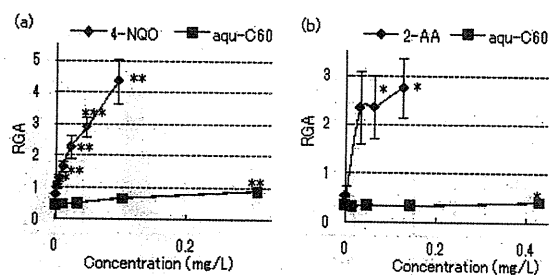 (a)
4-NQO aqu-C60
5
4
3
2
1
0
RGA
**
***
**
**
**
0 0.2
Concentration (mg/L)
(b)
2-AA aqu-C60
3
2
1
0
RGA
*
*
*
0 0.2 0.4
Concentration (mg/L)